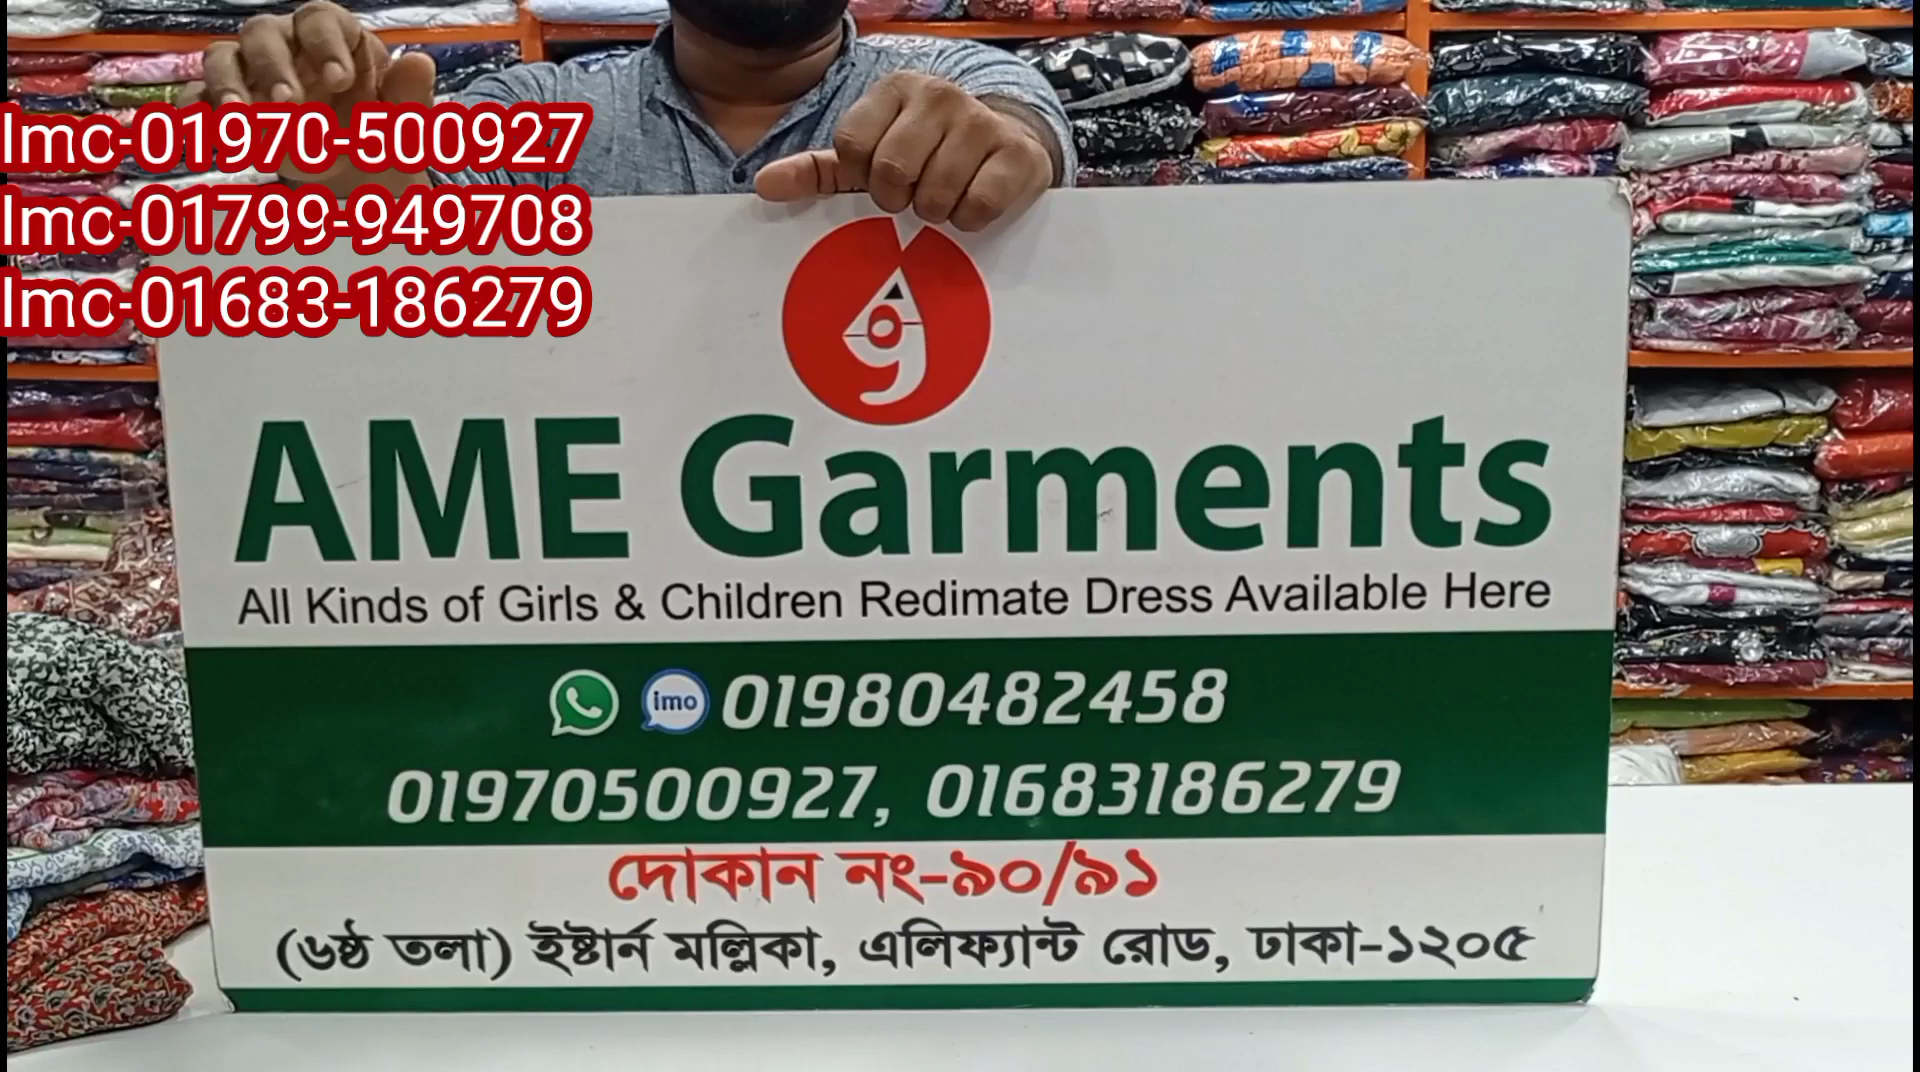 Imo-01970-500927
Imo-01799-949708
Imo-01683-186279
AME Garments
All Kinds of Girls & Children Redimate Dress Available Here
imo 01980482458
01970500927, 01683186279
দোকান নং-৯০/৯১
(৬ষ্ঠ তলা) ইষ্টার্ন মল্লিকা, এলিফ্যান্ট রোড, ঢাকা-১২০৫